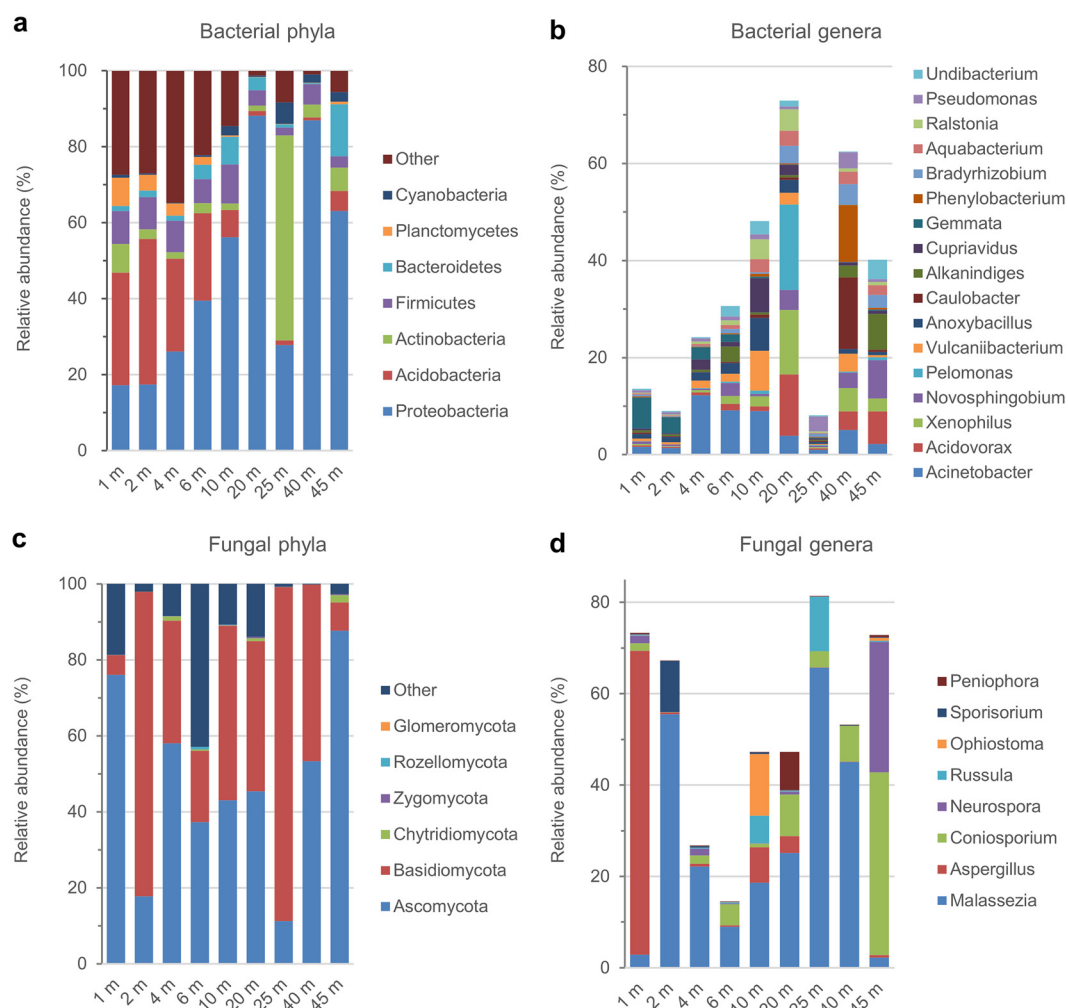 a
Bacterial phyla
Relative abundance (%)
100
80
60
40
20
0
1 m
2 m
4 m
6 m
10 m
20 m
25 m
40 m
45 m
Other
Cyanobacteria
Planctomycetes
Bacteroidetes
Firmicutes
Actinobacteria
Acidobacteria
Proteobacteria
b
Bacterial genera
Relative abundance (%)
80
60
40
20
0
1 m
2 m
4 m
6 m
10 m
20 m
25 m
40 m
45 m
Undibacterium
Pseudomonas
Ralstonia
Aquabacterium
Bradyrhizobium
Phenylobacterium
Gemmata
Cupriavidus
Alkanindiges
Caulobacter
Anoxybacillus
Vulcaniibacterium
Pelomonas
Novosphingobium
Xenophilus
Acidovorax
Acinetobacter
c
Fungal phyla
Relative abundance (%)
100
80
60
40
20
0
1 m
2 m
4 m
6 m
10 m
20 m
25 m
40 m
45 m
Other
Glomeromycota
Rozellomycota
Zygomycota
Chytridiomycota
Basidiomycota
Ascomycota
d
Fungal genera
Relative abundance (%)
80
60
40
20
0
1 m
2 m
4 m
6 m
10 m
20 m
25 m
40 m
45 m
Peniophora
Sporisorium
Ophiostoma
Russula
Neurospora
Coniosporium
Aspergillus
Malassezia